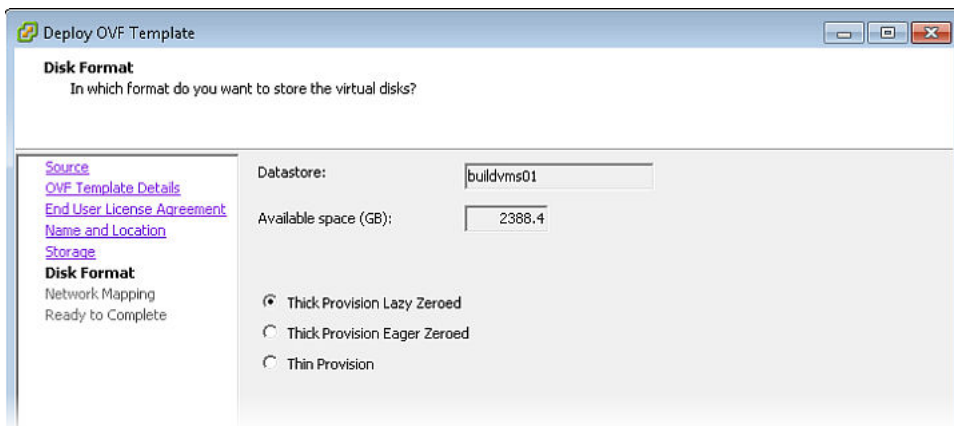 Deploy OVF Template
Disk Format
In which format do you want to store the virtual disks?
Source
OVF Template Details
End User License Agreement
Name and Location
Storage
Disk Format
Network Mapping
Ready to Complete
Datastore:
buildvms01
Available space (GB):
2388.4
Thick Provision Lazy Zeroed
Thick Provision Eager Zeroed
Thin Provision